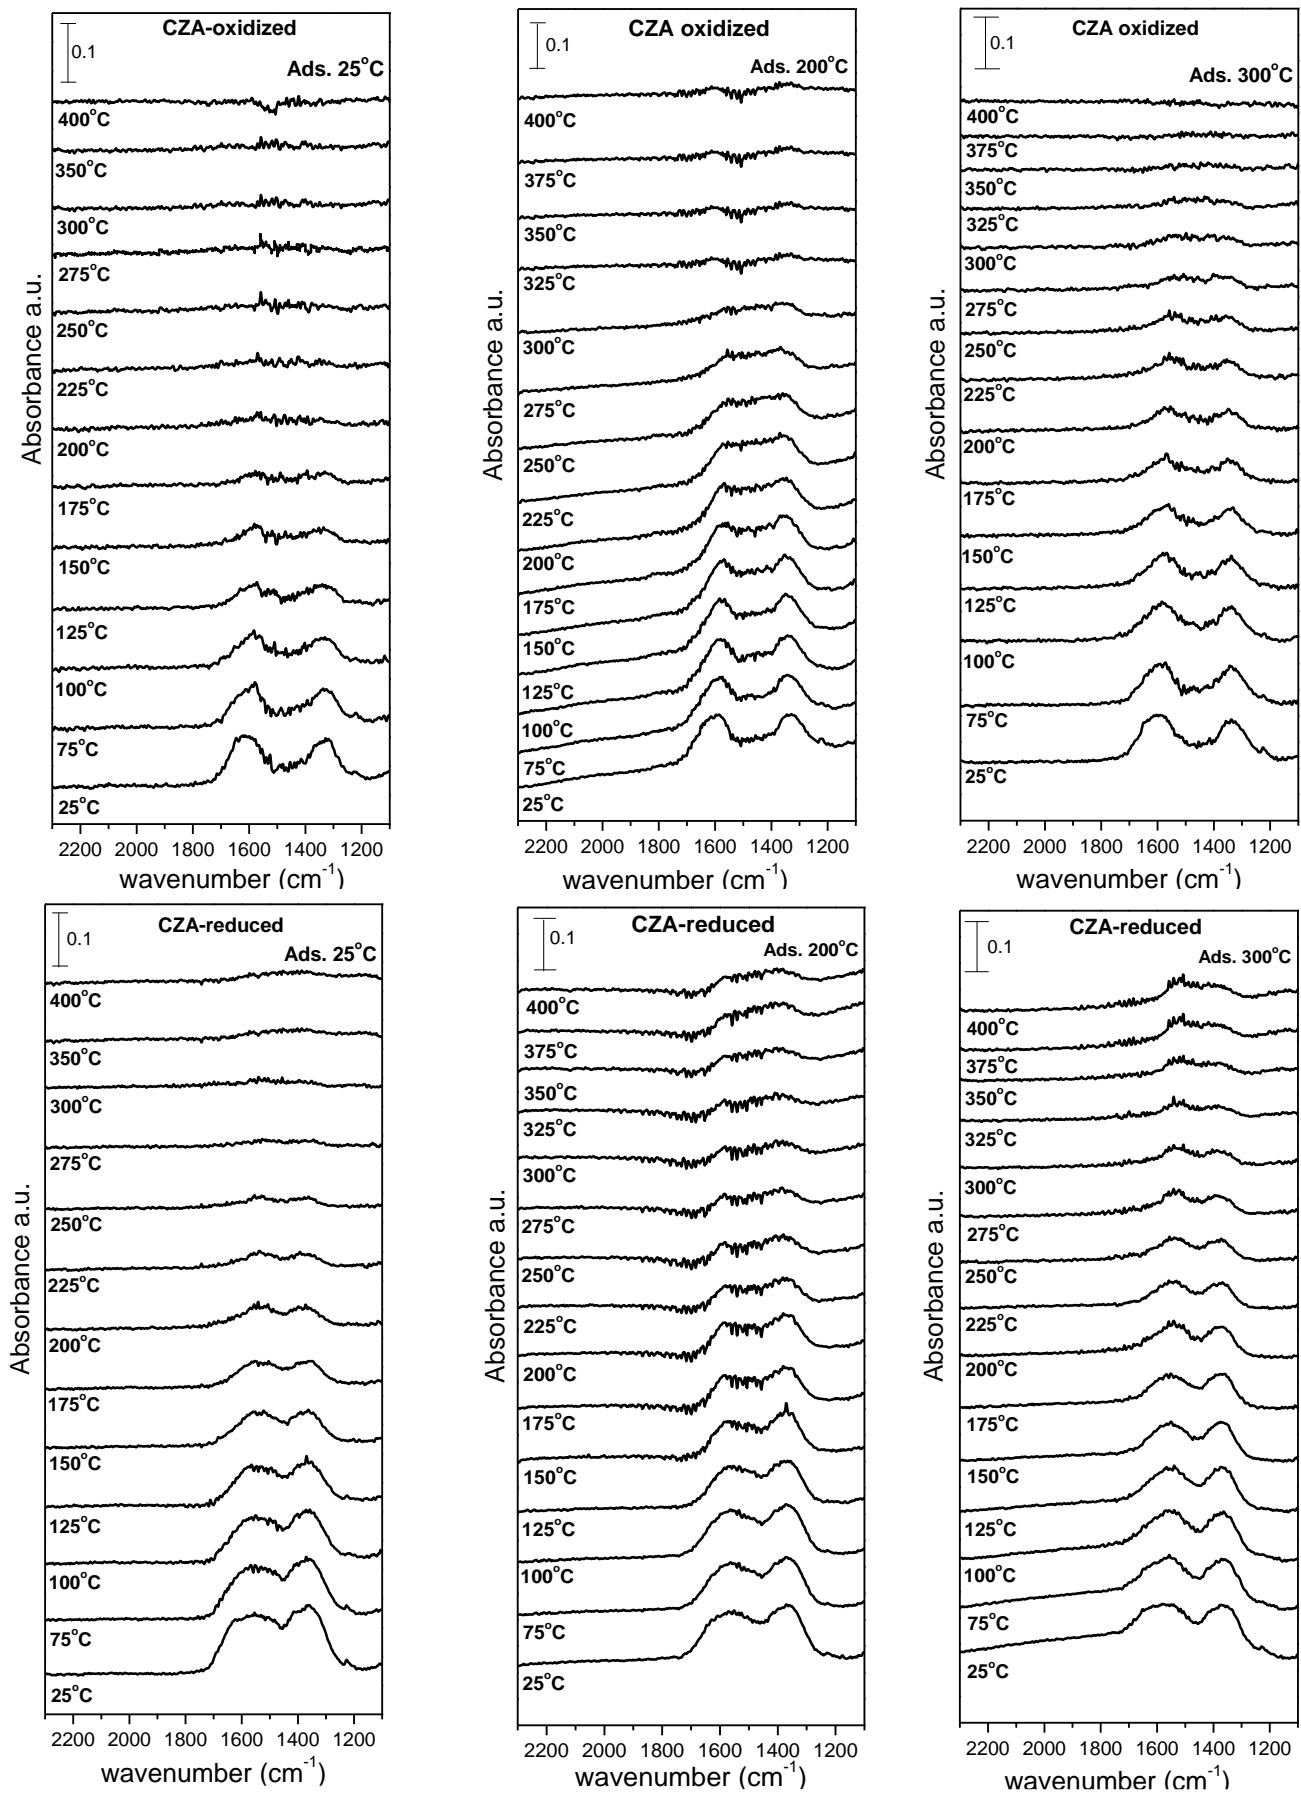 CZA-oxidized
0.1
Ads. 25°C
400°C
350°C
300°C
275°C
250°C
225°C
200°C
175°C
150°C
125°C
100°C
75°C
25°C
Absorbance a.u.
2200 2000 1800 1600 1400 1200
wavenumber (cm-1)
CZA oxidized
0.1
Ads. 200°C
400°C
375°C
350°C
325°C
300°C
275°C
250°C
225°C
200°C
175°C
150°C
125°C
100°C
75°C
25°C
Absorbance a.u.
2200 2000 1800 1600 1400 1200
wavenumber (cm-1)
CZA oxidized
0.1
Ads. 300°C
400°C
375°C
350°C
325°C
300°C
275°C
250°C
225°C
200°C
175°C
150°C
125°C
100°C
75°C
25°C
Absorbance a.u.
2200 2000 1800 1600 1400 1200
wavenumber (cm-1)
CZA-reduced
0.1
Ads. 25°C
400°C
350°C
300°C
275°C
250°C
225°C
200°C
175°C
150°C
125°C
100°C
75°C
25°C
Absorbance a.u.
2200 2000 1800 1600 1400 1200
wavenumber (cm-1)
CZA-reduced
0.1
Ads. 200°C
400°C
375°C
350°C
325°C
300°C
275°C
250°C
225°C
200°C
175°C
150°C
125°C
100°C
75°C
25°C
Absorbance a.u.
2200 2000 1800 1600 1400 1200
wavenumber (cm-1)
CZA-reduced
0.1
Ads. 300°C
400°C
375°C
350°C
325°C
300°C
275°C
250°C
225°C
200°C
175°C
150°C
125°C
100°C
75°C
25°C
Absorbance a.u.
2200 2000 1800 1600 1400 1200
wavenumber (cm-1)